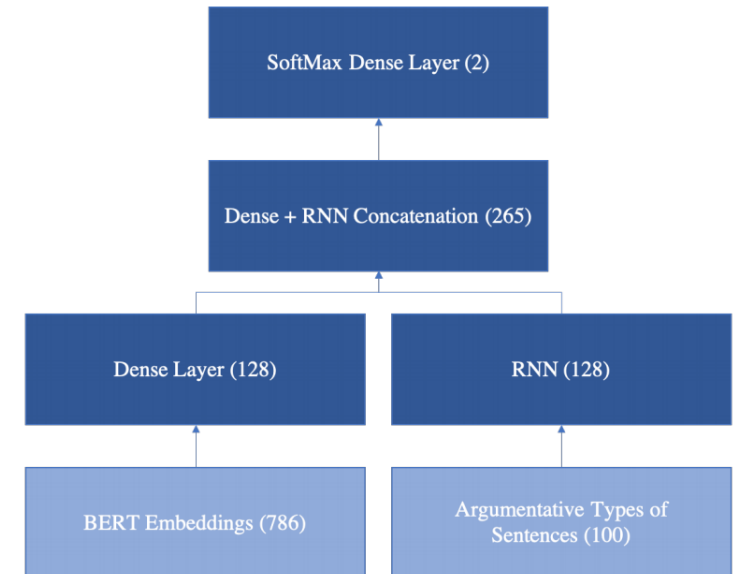 SoftMax Dense Layer (2)
Dense + RNN Concatenation (265)
Dense Layer (128)
RNN (128)
BERT Embeddings (786)
Argumentative Types of
Sentences (100)